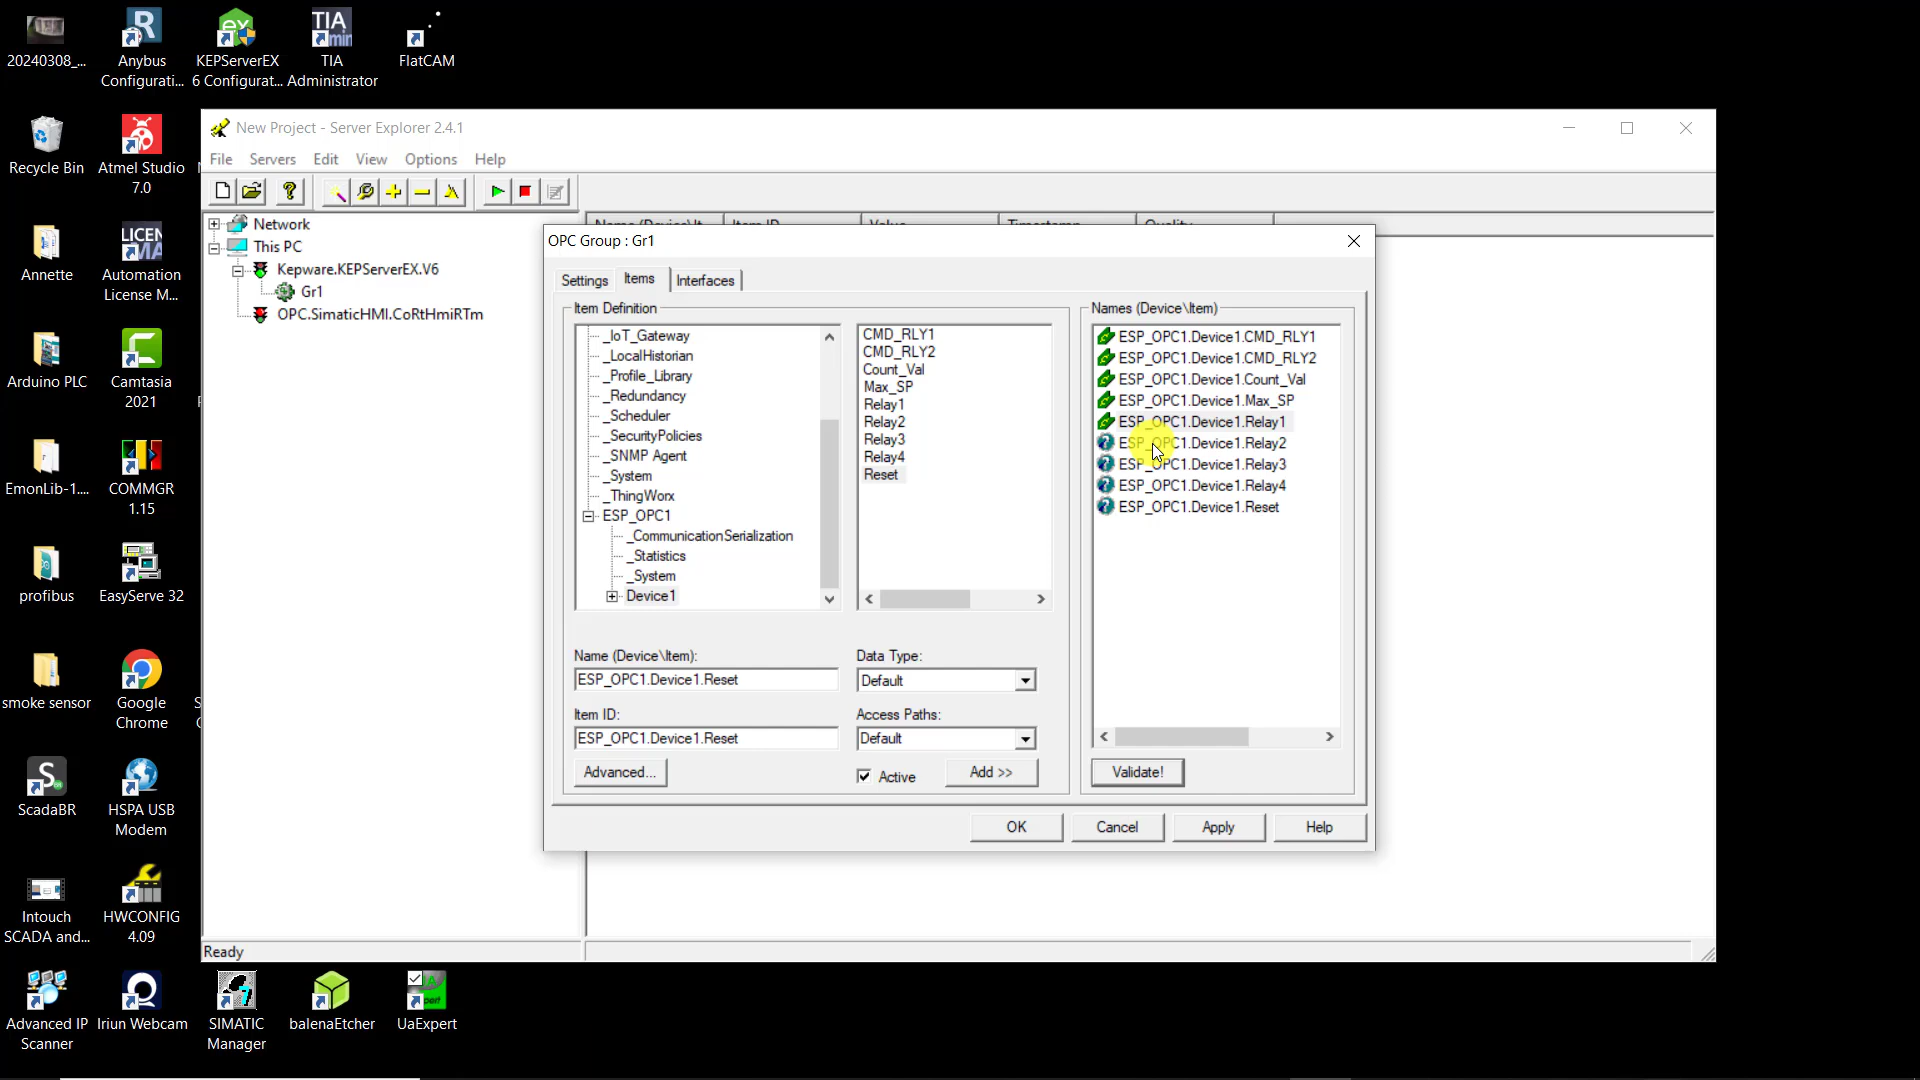 20240308_...
Anybus
Configurati...
KEPServerEX
6 Configurat...
TIA
min
TIA
Administrator
FlatCAM
Recycle Bin
Atmel Studio
7.0
Annette
LICEN
MA
Automation
License M...
Arduino PLC
Camtasia
2021
EmonLib-1....
COMMGR
1.15
profibus
EasyServe 32
smoke sensor
Google
Chrome
ScadaBR
HSPA USB
Modem
Intouch
SCADA and...
HWCONFIG
4.09
Advanced IP
Scanner
Iriun Webcam
SIMATIC
Manager
balenaEtcher
UaExpert
New Project - Server Explorer 2.4.1
File Servers Edit View Options Help
Network
This PC
Kepware.KEPServerEX.V6
Gr1
OPC.SimaticHMI.CoRtHmiRTm
Ready
OPC Group : Gr1
Settings Items Interfaces
Item Definition
_IoT_Gateway
_LocalHistorian
_Profile_Library
_Redundancy
_Scheduler
_SecurityPolicies
_SNMP Agent
_System
_ThingWorx
ESP_OPC1
_CommunicationSerialization
_Statistics
_System
Device1
CMD_RLY1
CMD_RLY2
Count_Val
Max_SP
Relay1
Relay2
Relay3
Relay4
Reset
Name (Device\Item):
ESP_OPC1.Device1.Reset
Data Type:
Default
Item ID:
ESP_OPC1.Device1.Reset
Access Paths:
Default
Advanced...
Active
Add >>
Names (Device\Item)
ESP_OPC1.Device1.CMD_RLY1
ESP_OPC1.Device1.CMD_RLY2
ESP_OPC1.Device1.Count_Val
ESP_OPC1.Device1.Max_SP
ESP_OPC1.Device1.Relay1
ESP_OPC1.Device1.Relay2
ESP_OPC1.Device1.Relay3
ESP_OPC1.Device1.Relay4
ESP_OPC1.Device1.Reset
Validate!
OK Cancel Apply Help